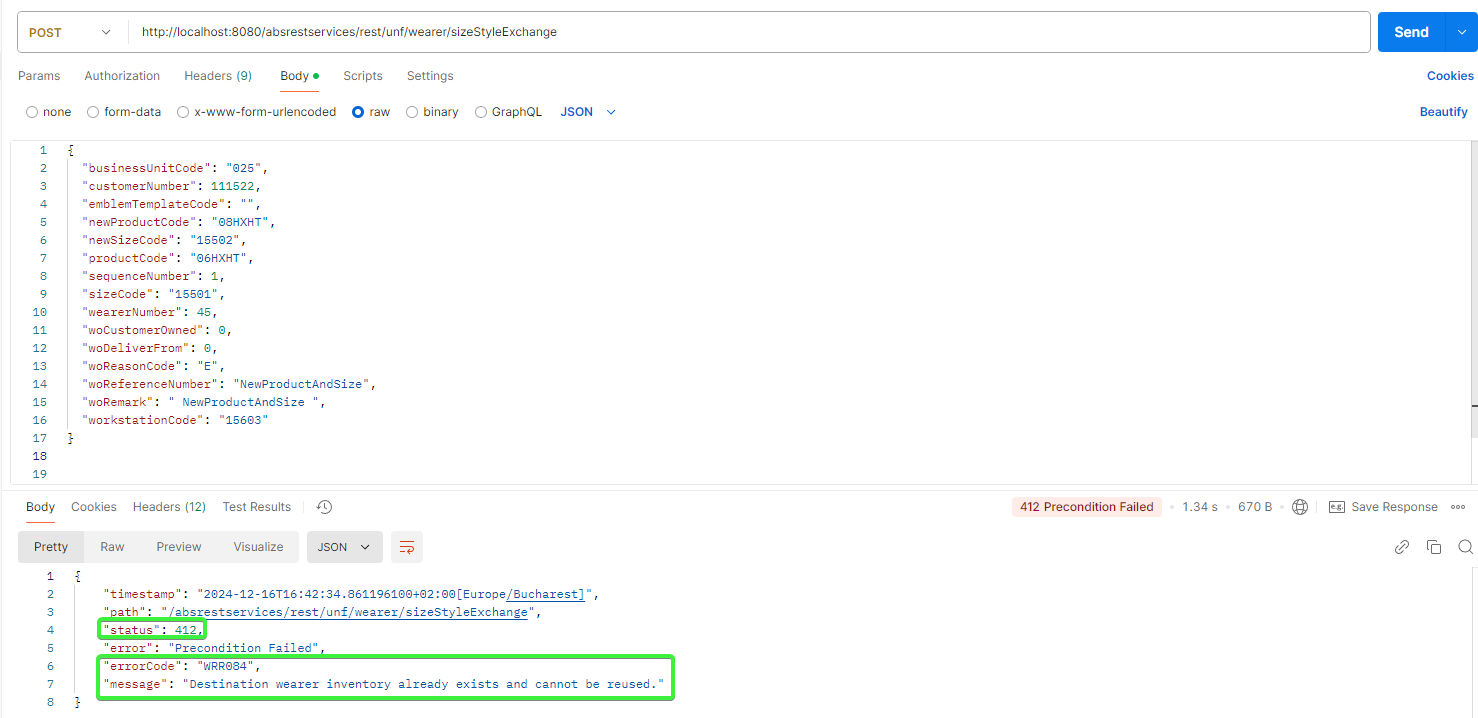 POST http://localhost:8080/absrestservices/rest/unf/wearer/sizeStyleExchange Send
Params Authorization Headers (9) Body Scripts Settings Cookies
none form-data x-www-form-urlencoded raw binary GraphQL JSON Beautify
1 {
2 "businessUnitCode": "025",
3 "customerNumber": 111522,
4 "emblemTemplateCode": "",
5 "newProductCode": "08HXHT",
6 "newSizeCode": "15502",
7 "productCode": "06HXHT",
8 "sequenceNumber": 1,
9 "sizeCode": "15501",
10 "wearerNumber": 45,
11 "woCustomerOwned": 0,
12 "woDeliverFrom": 0,
13 "woReasonCode": "E",
14 "woReferenceNumber": "NewProductAndSize",
15 "woRemark": " NewProductAndSize ",
16 "workstationCode": "15603"
17 }
18
19
Body Cookies Headers (12) Test Results 412 Precondition Failed 1.34 s 670 B e.g. Save Response
Pretty Raw Preview Visualize JSON
1 {
2 "timestamp": "2024-12-16T16:42:34.861196100+02:00[Europe/Bucharest]",
3 "path": "/absrestservices/rest/unf/wearer/sizeStyleExchange",
4 "status": 412,
5 "error": "Precondition Failed",
6 "errorCode": "WRR084",
7 "message": "Destination wearer inventory already exists and cannot be reused."
8 }